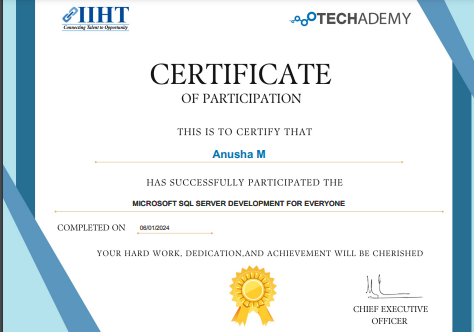 IIHT
Connecting Talent to Opportunity
TECHADEMY
CERTIFICATE
OF PARTICIPATION
THIS IS TO CERTIFY THAT
Anusha M
HAS SUCCESSFULLY PARTICIPATED THE
MICROSOFT SQL SERVER DEVELOPMENT FOR EVERYONE
COMPLETED ON 06/01/2024
YOUR HARD WORK, DEDICATION,AND ACHIEVEMENT WILL BE CHERISHED
CHIEF EXECUTIVE
OFFICER